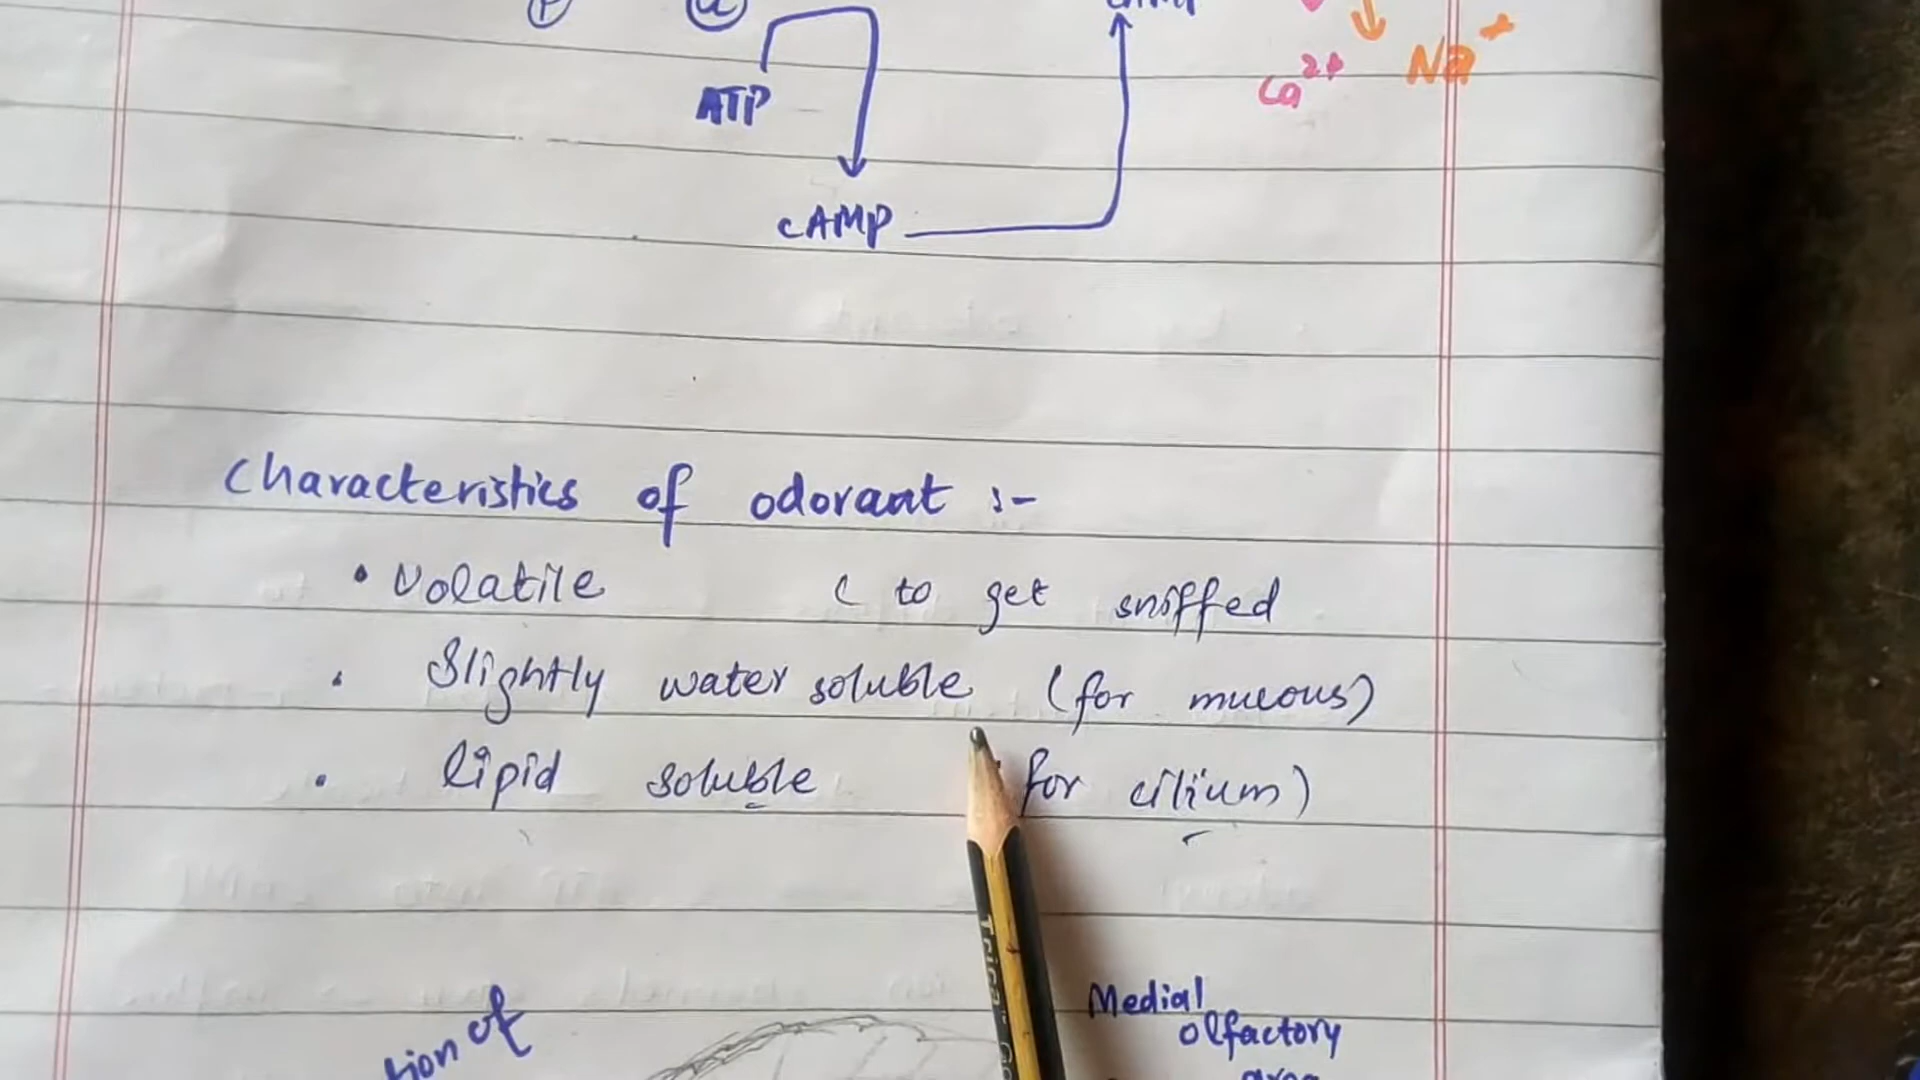 ATP
Ca2+ Na+
cAMP
Characteristics of odorant :-
• Volatile ( to get sniffed
• Slightly water soluble (for mucous)
• lipid soluble for cilium)
Medial
olfactory
area
tion of